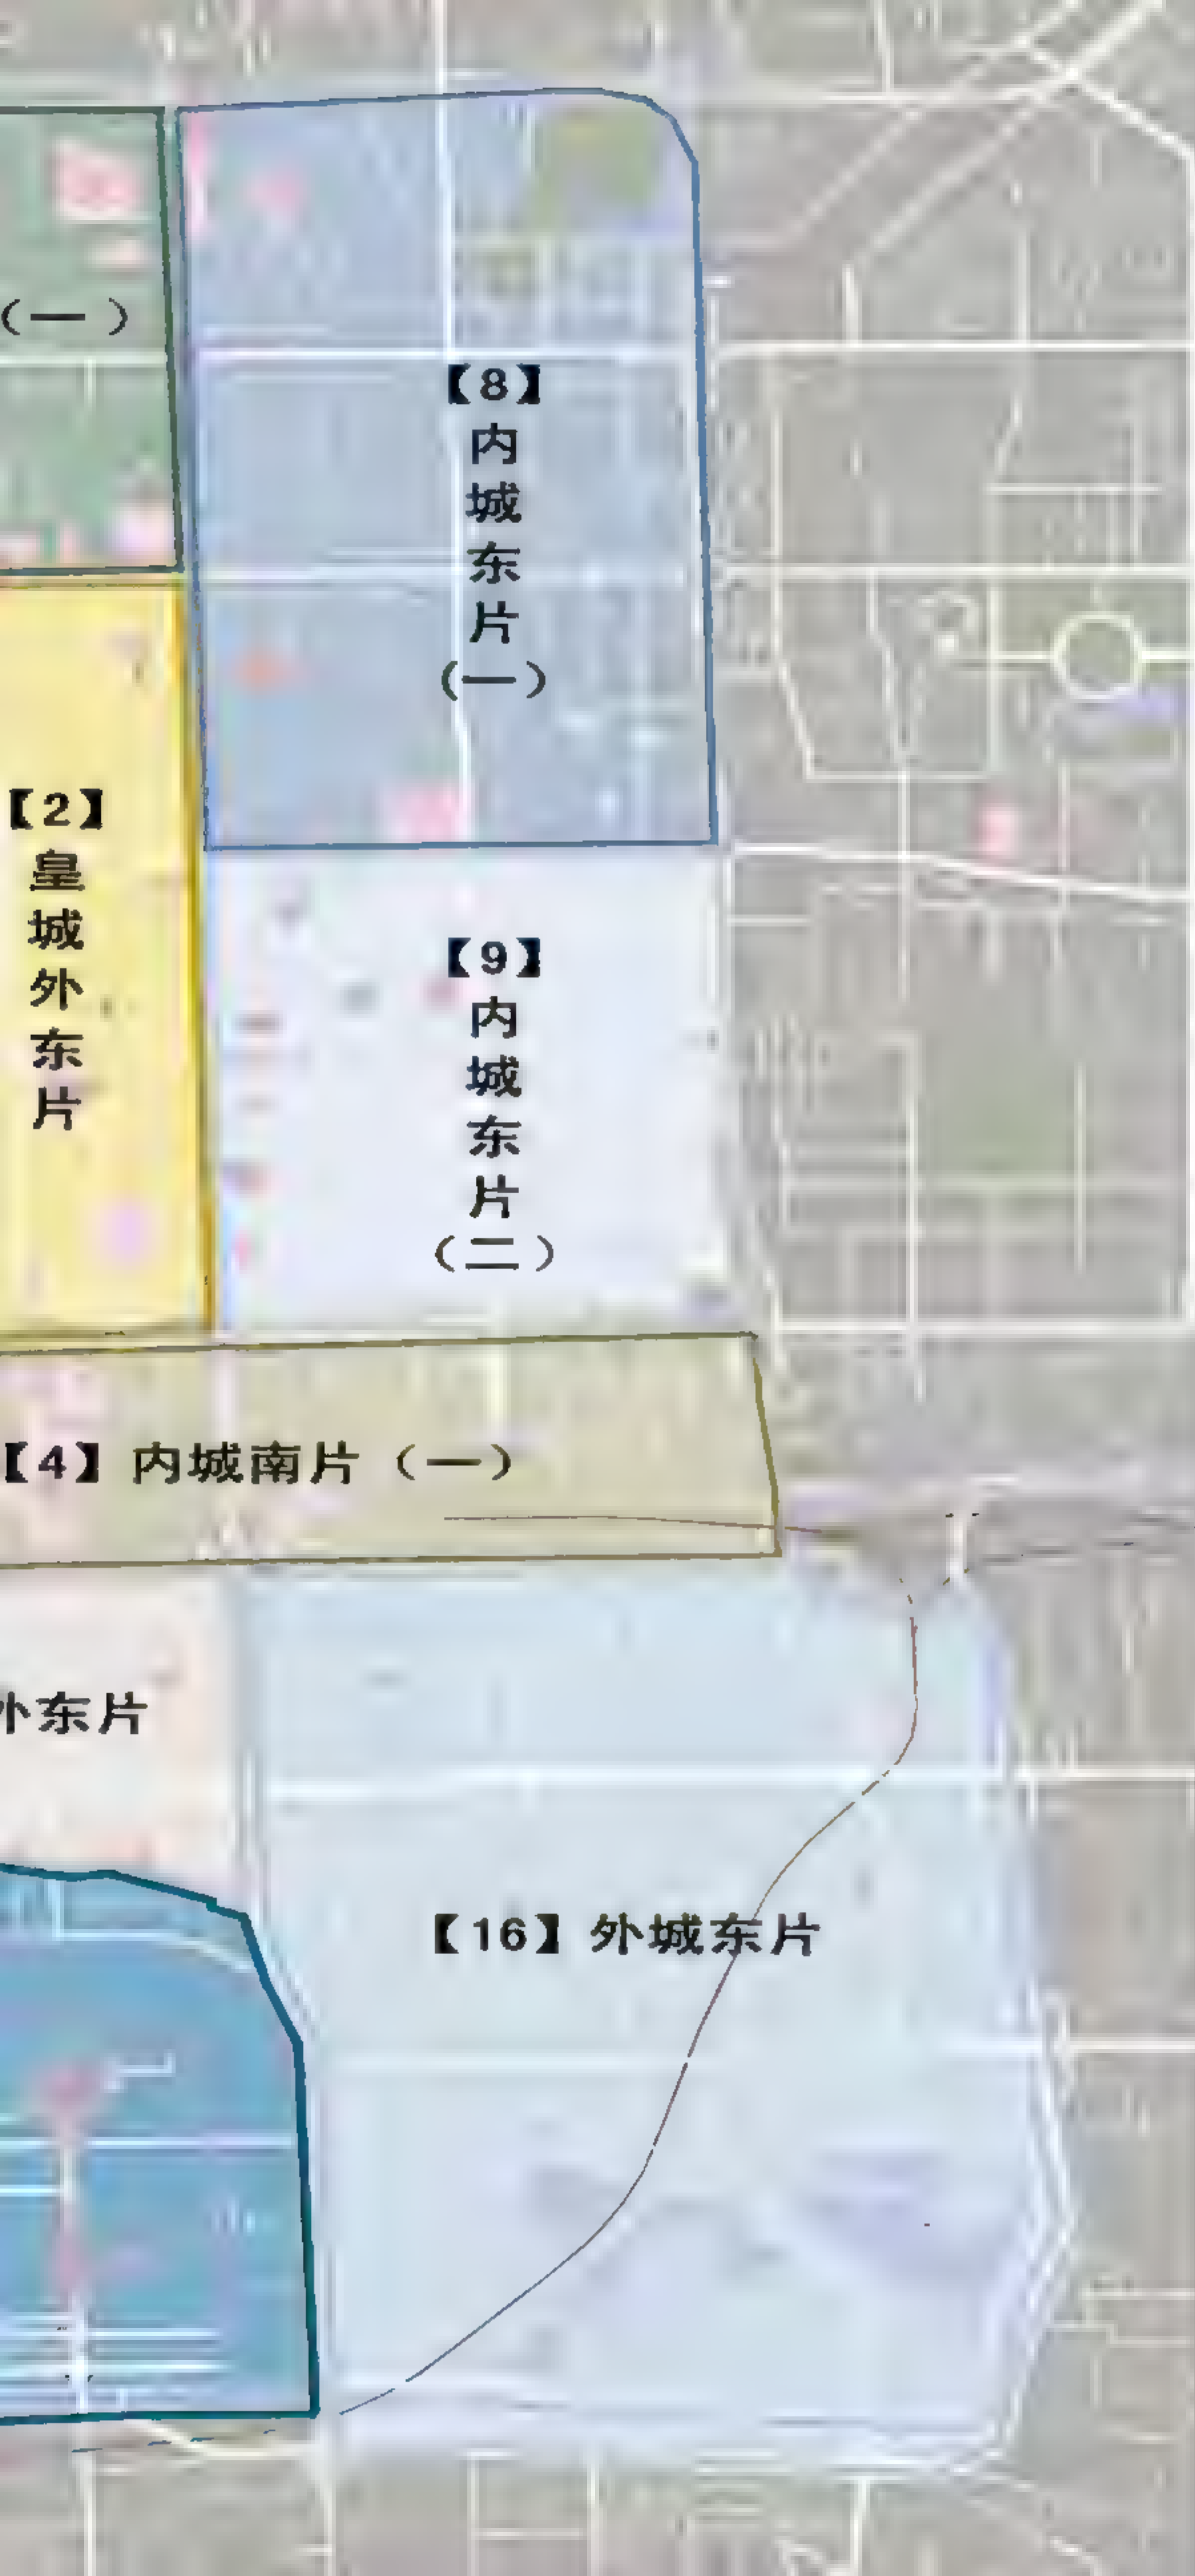 （一）
【8】
内
城
东
片
（一）
【2】
皇
城
外
东
片
【9】
内
城
东
片
（二）
【4】内城南片（一）
外东片
【16】外城东片